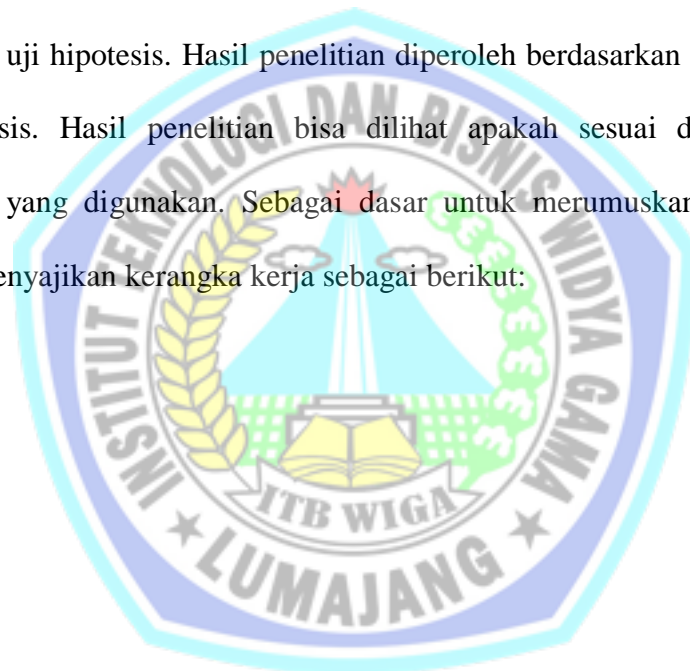 uji hipotesis. Hasil penelitian diperoleh berdasarkan
sis. Hasil penelitian bisa dilihat apakah sesuai d
yang digunakan. Sebagai dasar untuk merumuskan
enyajikan kerangka kerja sebagai berikut:
INSTITUT TEKNOLOGI DAN BISNIS WIDYA GAMA
ITB WIGA
LUMAJANG